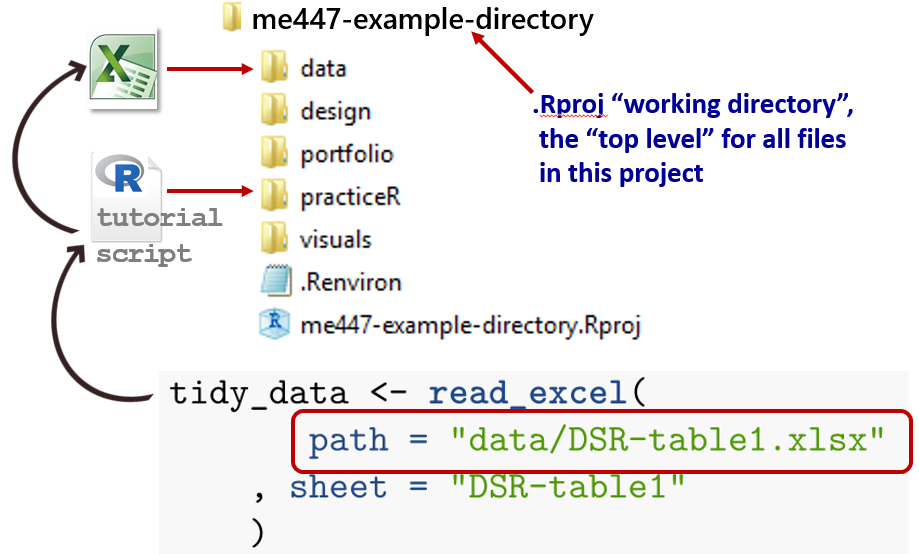 me447-example-directory
data
design
portfolio
practiceR
visuals
.Renviron
me447-example-directory.Rproj
.Rproj “working directory”,
the “top level” for all files
in this project
X
R
tutorial
script
R
tidy_data <- read_excel(
path = "data/DSR-table1.xlsx"
, sheet = "DSR-table1"
)